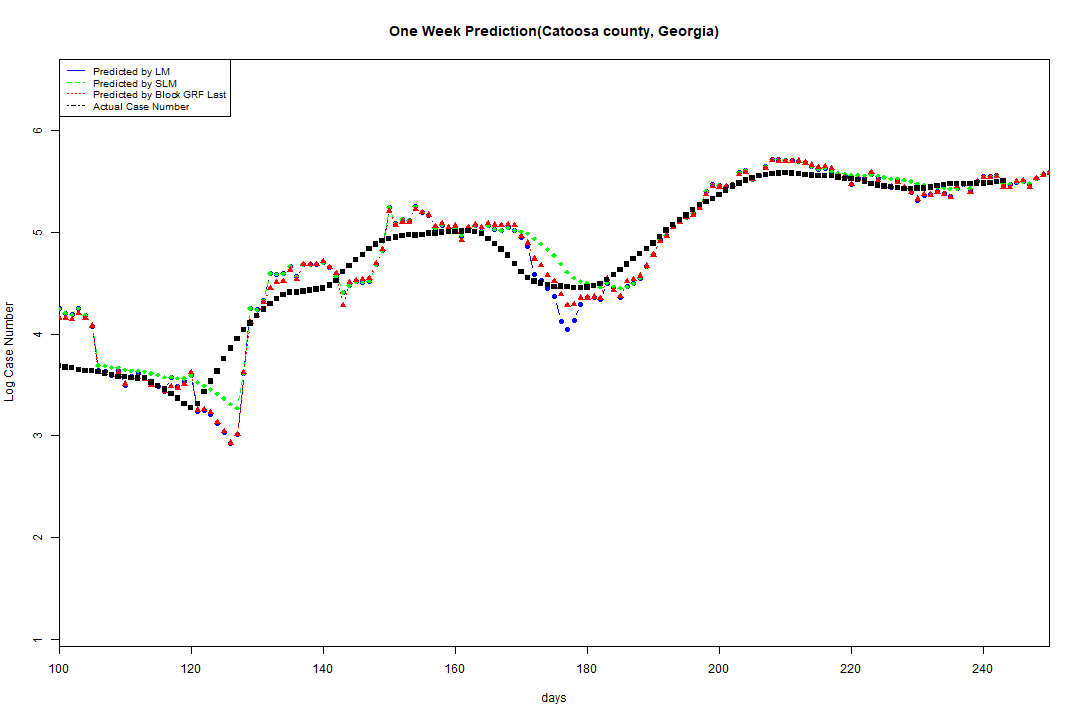 One Week Prediction(Catoosa county, Georgia)
Predicted by LM
Predicted by SLM
Predicted by Block GRF Last
Actual Case Number
6
5
4
3
2
1
Log Case Number
100 120 140 160 180 200 220 240
days